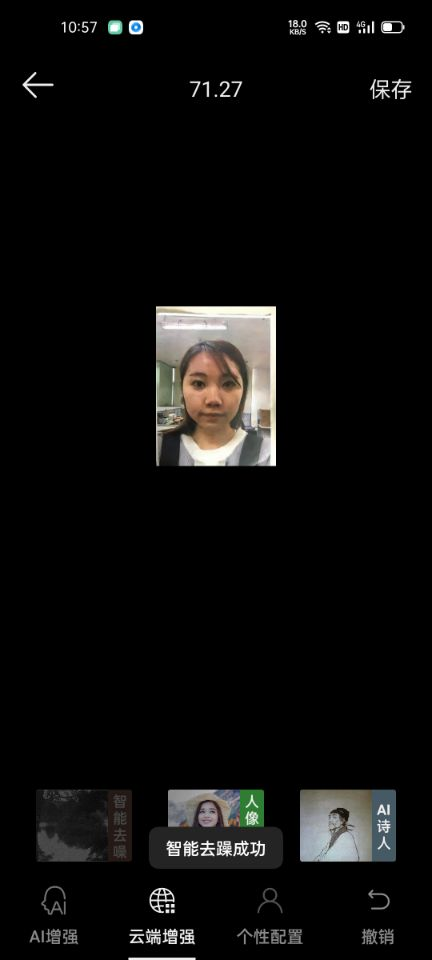 10:57
18.0
KB/S
HD
4G
71.27
保存
智能去噪
人像
AI诗人
智能去躁成功
AI
AI增强
云端增强
个性配置
撤销